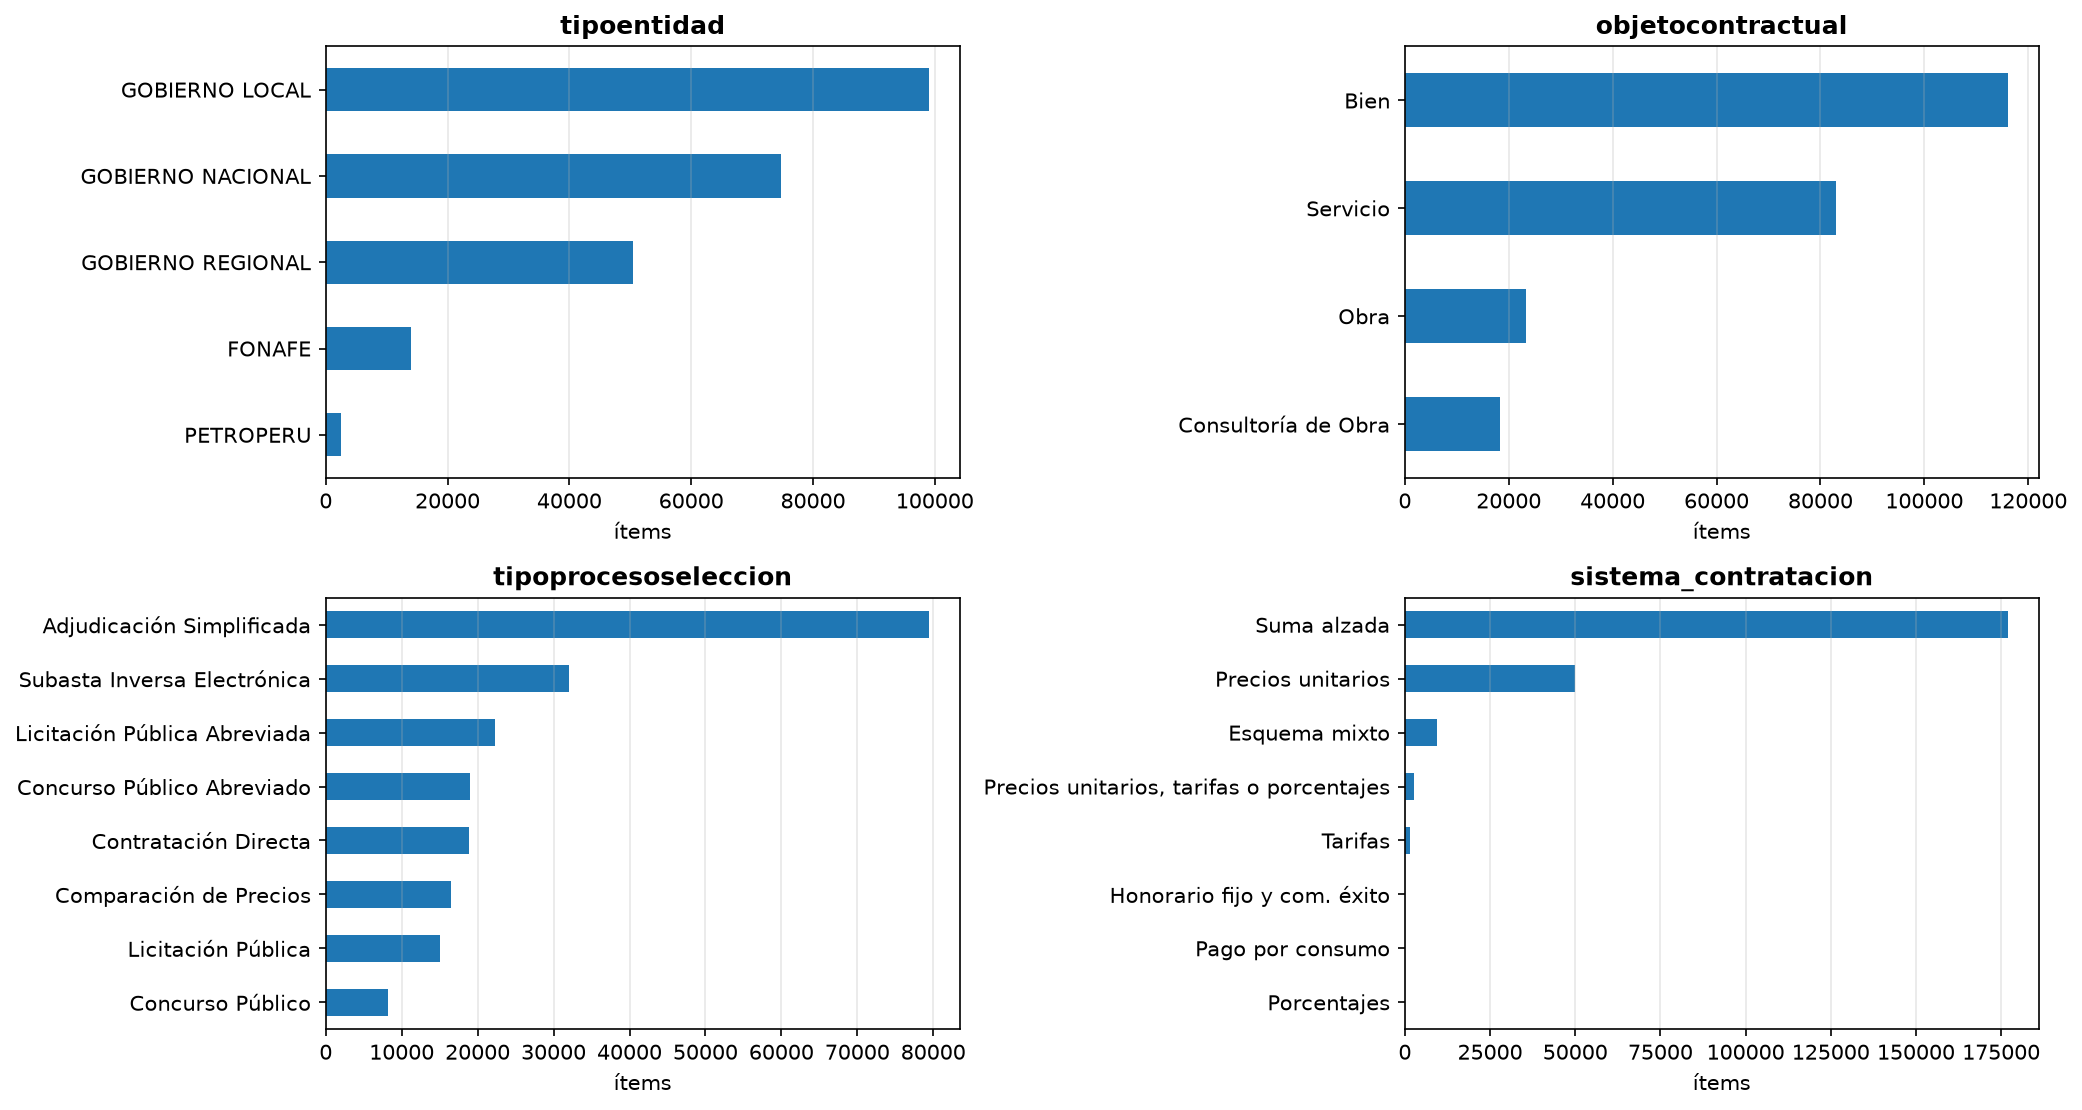 tipoentidad
GOBIERNO LOCAL
GOBIERNO NACIONAL
GOBIERNO REGIONAL
FONAFE
PETROPERU
0 20000 40000 60000 80000 100000
ítems
objetocontractual
Bien
Servicio
Obra
Consultoría de Obra
0 20000 40000 60000 80000 100000 120000
ítems
tipoprocesoseleccion
Adjudicación Simplificada
Subasta Inversa Electrónica
Licitación Pública Abreviada
Concurso Público Abreviado
Contratación Directa
Comparación de Precios
Licitación Pública
Concurso Público
0 10000 20000 30000 40000 50000 60000 70000 80000
ítems
sistema_contratacion
Suma alzada
Precios unitarios
Esquema mixto
Precios unitarios, tarifas o porcentajes
Tarifas
Honorario fijo y com. éxito
Pago por consumo
Porcentajes
0 25000 50000 75000 100000 125000 150000 175000
ítems